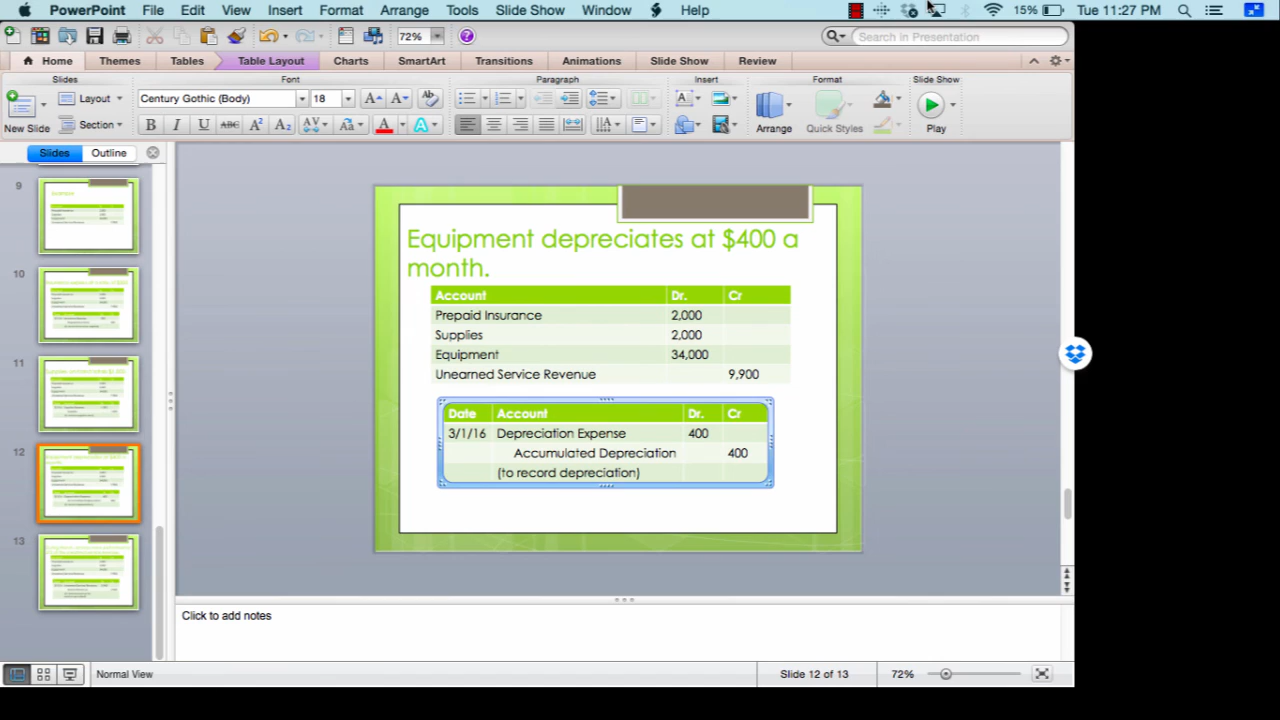 PowerPoint File Edit View Insert Format Arrange Tools Slide Show Window Help 15% Tue 11:27 PM
72% Search in Presentation
Home Themes Tables Table Layout Charts SmartArt Transitions Animations Slide Show Review
Slides Font Paragraph Insert Format Slide Show
New Slide Layout Section Century Gothic (Body) 18 Arrange Quick Styles Play
B I U ABC A² A₂ AV Aa A A
Slides Outline
9
10
11
12
13
Equipment depreciates at $400 a
month.
Account Dr. Cr
Prepaid Insurance 2,000
Supplies 2,000
Equipment 34,000
Unearned Service Revenue 9,900
Date Account Dr. Cr
3/1/16 Depreciation Expense 400
Accumulated Depreciation 400
(to record depreciation)
Click to add notes
Normal View Slide 12 of 13 72%